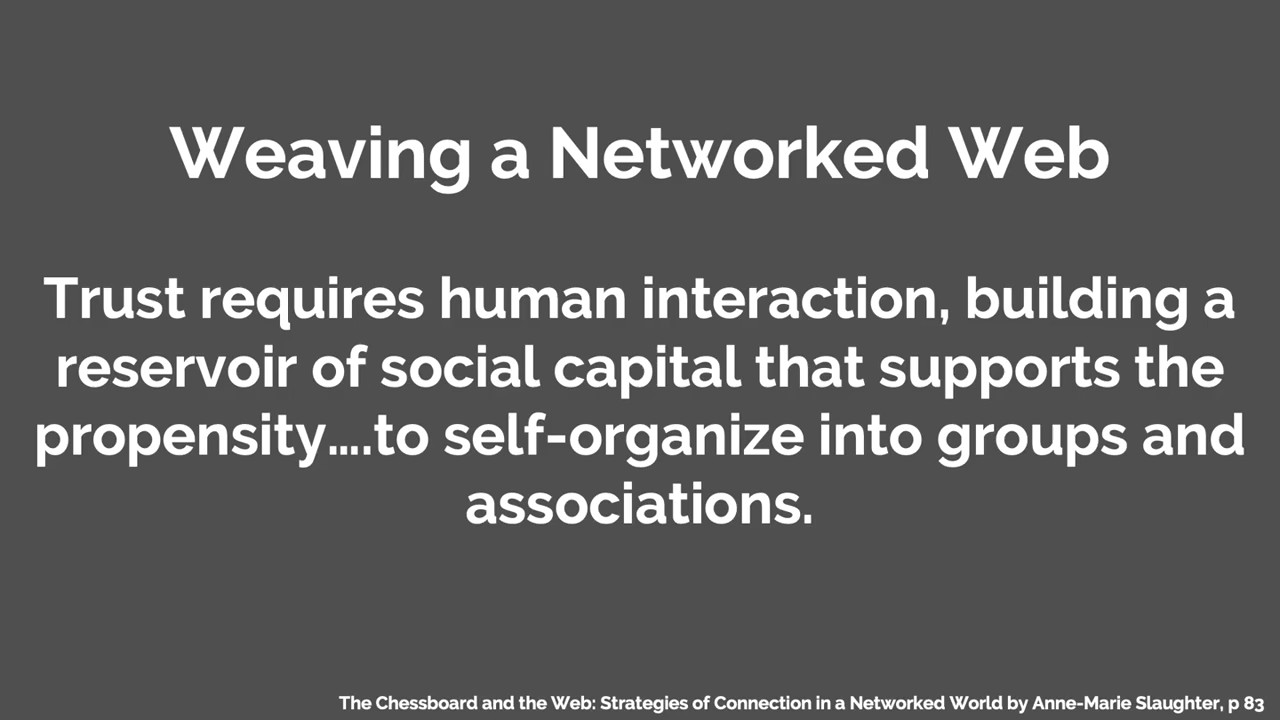 Weaving a Networked Web
Trust requires human interaction, building a
reservoir of social capital that supports the
propensity....to self-organize into groups and
associations.
The Chessboard and the Web: Strategies of Connection in a Networked World by Anne-Marie Slaughter, p 83